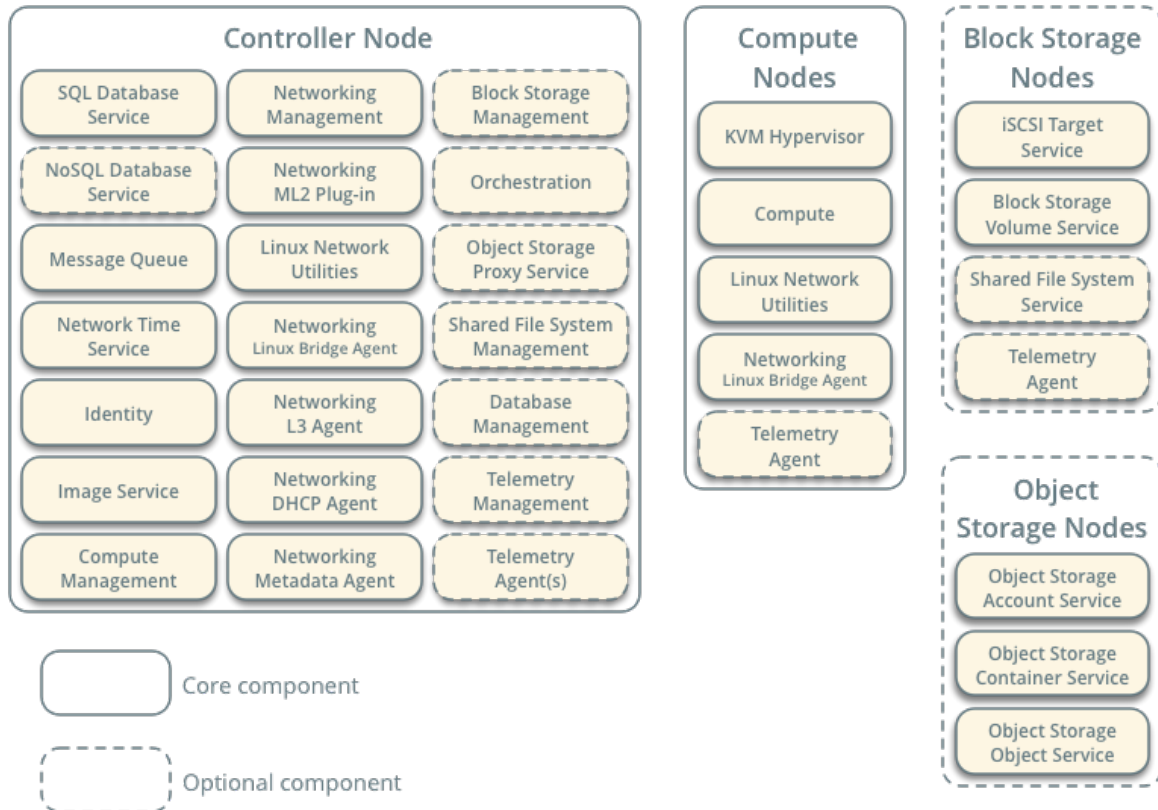 Controller Node
SQL Database
Service
NoSQL Database
Service
Message Queue
Network Time
Service
Identity
Image Service
Compute
Management
Networking
Management
Networking
ML2 Plug-in
Linux Network
Utilities
Networking
Linux Bridge Agent
Networking
L3 Agent
Networking
DHCP Agent
Networking
Metadata Agent
Block Storage
Management
Orchestration
Object Storage
Proxy Service
Shared File System
Management
Database
Management
Telemetry
Management
Telemetry
Agent(s)
Compute
Nodes
KVM Hypervisor
Compute
Linux Network
Utilities
Networking
Linux Bridge Agent
Telemetry
Agent
Block Storage
Nodes
iSCSI Target
Service
Block Storage
Volume Service
Shared File System
Service
Telemetry
Agent
Object
Storage Nodes
Object Storage
Account Service
Object Storage
Container Service
Object Storage
Object Service
Core component
Optional component